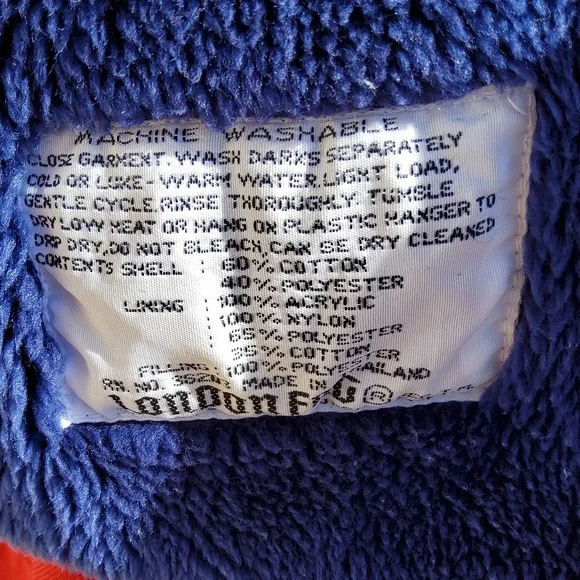 MACHINE WASHABLE
CLOSE GARMENT. WASH DARKS SEPARATELY
COLD OR LUKE-WARM WATER. LIGHT LOAD,
GENTLE CYCLE. RINSE THOROUGHLY. TUMBLE
DRY LOW HEAT OR HANG ON PLASTIC HANGER TO
DRIP DRY. DO NOT BLEACH. CAN BE DRY CLEANED
CONTENTS SHELL : 60% COTTON
40% POLYESTER
LINING : 100% ACRYLIC
: 100% NYLON
65% POLYESTER
35% COTTON
FILLING: 100%
RN. NO. MADE IN THAILAND
LONDON FOG ®